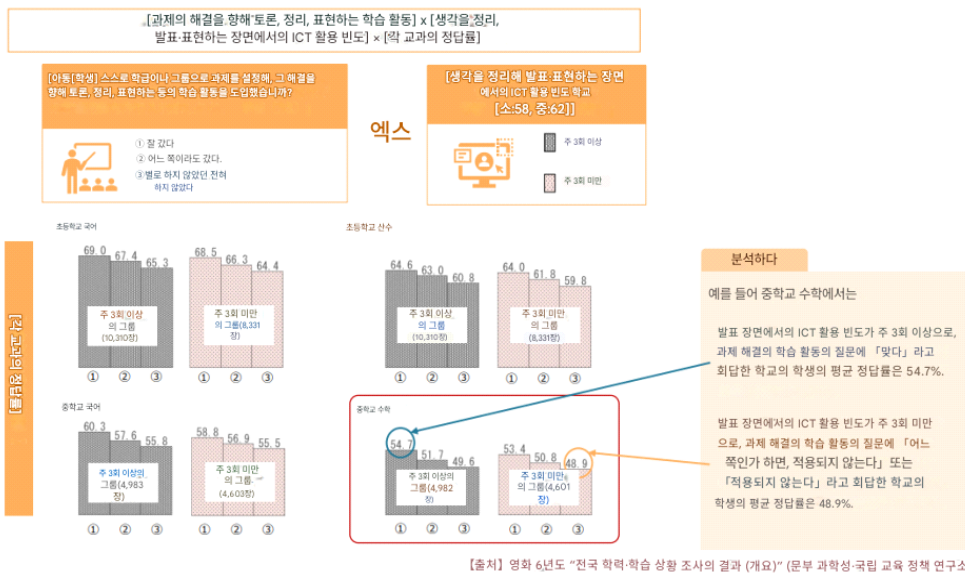 [과제의 해결을 향해 토론, 정리, 표현하는 학습 활동] x [생각을 정리,
발표·표현하는 장면에서의 ICT 활용 빈도] × [각 교과의 정답률]
[아동[학생] 스스로 학급이나 그룹으로 과제를 설정해, 그 해결을
향해 토론, 정리, 표현하는 등의 학습 활동을 도입했습니까?
① 잘 갔다
② 어느 쪽이라도 갔다.
③별로 하지 않았던 전혀
하지 않았다
엑스
[생각을 정리해 발표·표현하는 장면
에서의 ICT 활용 빈도 학교
[소:58, 중:62]]
주 3회 이상
주 3회 미만
[각 교과의 정답률]
초등학교 국어
69.0 67.4 65.3
68.5 66.3 64.4
주 3회 이상
의 그룹
(10,310장)
주 3회 미만
의 그룹(8,331
장)
① ② ③ ① ② ③
초등학교 산수
64.6 63.0 60.8
64.0 61.8 59.8
주 3회 이상
의 그룹
(10,310장)
주 3회 미만
의 그룹
(8,331장)
① ② ③ ① ② ③
중학교 국어
60.3 57.6 55.8
58.8 56.9 55.5
주 3회 이상의
그룹(4,983
장)
주 3회 미만
의 그룹
(4,603장)
① ② ③ ① ② ③
중학교 수학
54.7 51.7 49.6
53.4 50.8 48.9
주 3회 이상의
그룹(4,982
장)
주 3회 미만
그룹(4,601
장)
① ② ③ ① ② ③
분석하다
예를 들어 중학교 수학에서는
발표 장면에서의 ICT 활용 빈도가 주 3회 이상으로,
과제 해결의 학습 활동의 질문에 「맞다」라고
회답한 학교의 학생의 평균 정답률은 54.7%.
발표 장면에서의 ICT 활용 빈도가 주 3회 미만
으로, 과제 해결의 학습 활동의 질문에 「어느
쪽인가 하면, 적용되지 않는다」또는
「적용되지 않는다」라고 회답한 학교의
학생의 평균 정답률은 48.9%.
【출처】영화 6년도 "전국 학력·학습 상황 조사의 결과 (개요)" (문부 과학성·국립 교육 정책 연구소